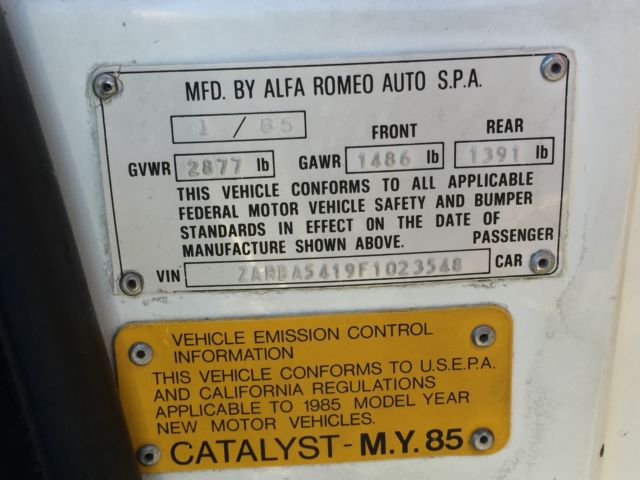 MFD. BY ALFA ROMEO AUTO S.P.A.
1 / 85
FRONT REAR
GVWR 2877 lb GAWR 1486 lb 1391 lb
THIS VEHICLE CONFORMS TO ALL APPLICABLE
FEDERAL MOTOR VEHICLE SAFETY AND BUMPER
STANDARDS IN EFFECT ON THE DATE OF
MANUFACTURE SHOWN ABOVE. PASSENGER
VIN ZARBA5419F1023548 CAR
VEHICLE EMISSION CONTROL
INFORMATION
THIS VEHICLE CONFORMS TO U.S.E.P.A.
AND CALIFORNIA REGULATIONS
APPLICABLE TO 1985 MODEL YEAR
NEW MOTOR VEHICLES.
CATALYST - M.Y. 85